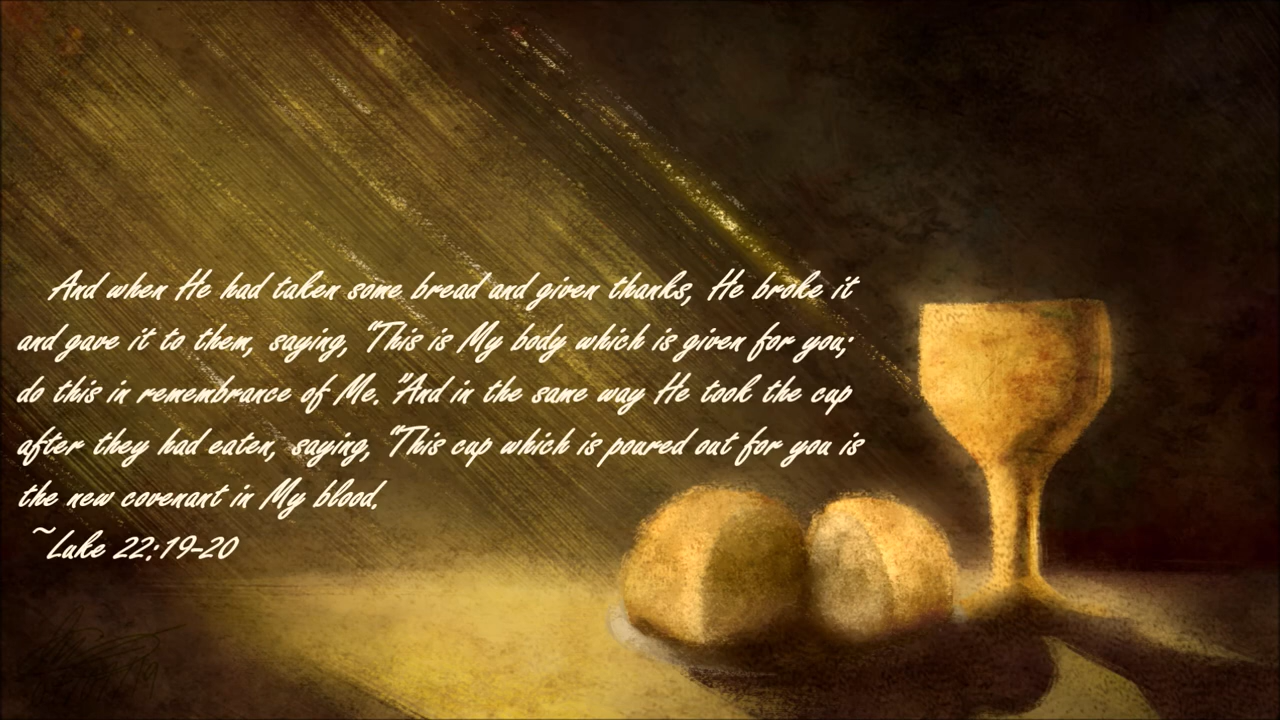 And when He had taken some bread and given thanks, He broke it
and gave it to them, saying, "This is My body which is given for you;
do this in remembrance of Me. "And in the same way He took the cup
after they had eaten, saying, "This cup which is poured out for you is
the new covenant in My blood.
~Luke 22:19-20